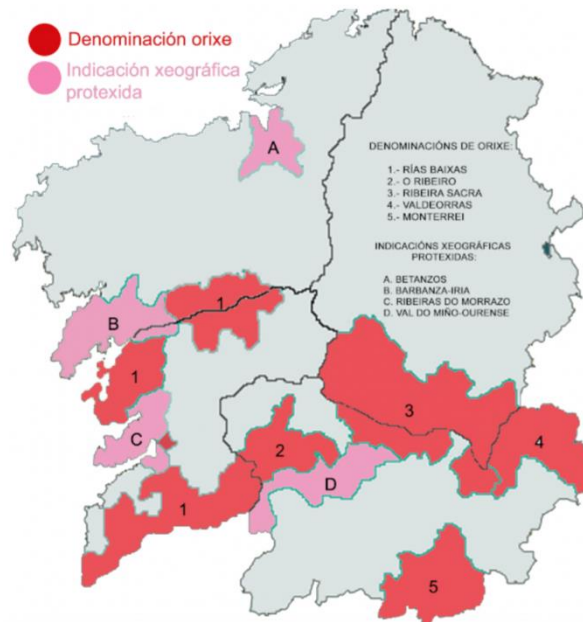 Denominación orixe
Indicación xeográfica
protexida
A
DENOMINACIÓNS DE ORIXE:
1.- RÍAS BAIXAS
2.- O RIBEIRO
3.- RIBEIRA SACRA
4.- VALDEORRAS
5.- MONTERREI
INDICACIÓNS XEOGRÁFICAS
PROTEXIDAS:
A. BETANZOS
B. BARBANZA-IRIA
C. RIBEIRAS DO MORRAZO
D. VAL DO MIÑO-OURENSE
1
B
1
3
C
2
4
D
1
5